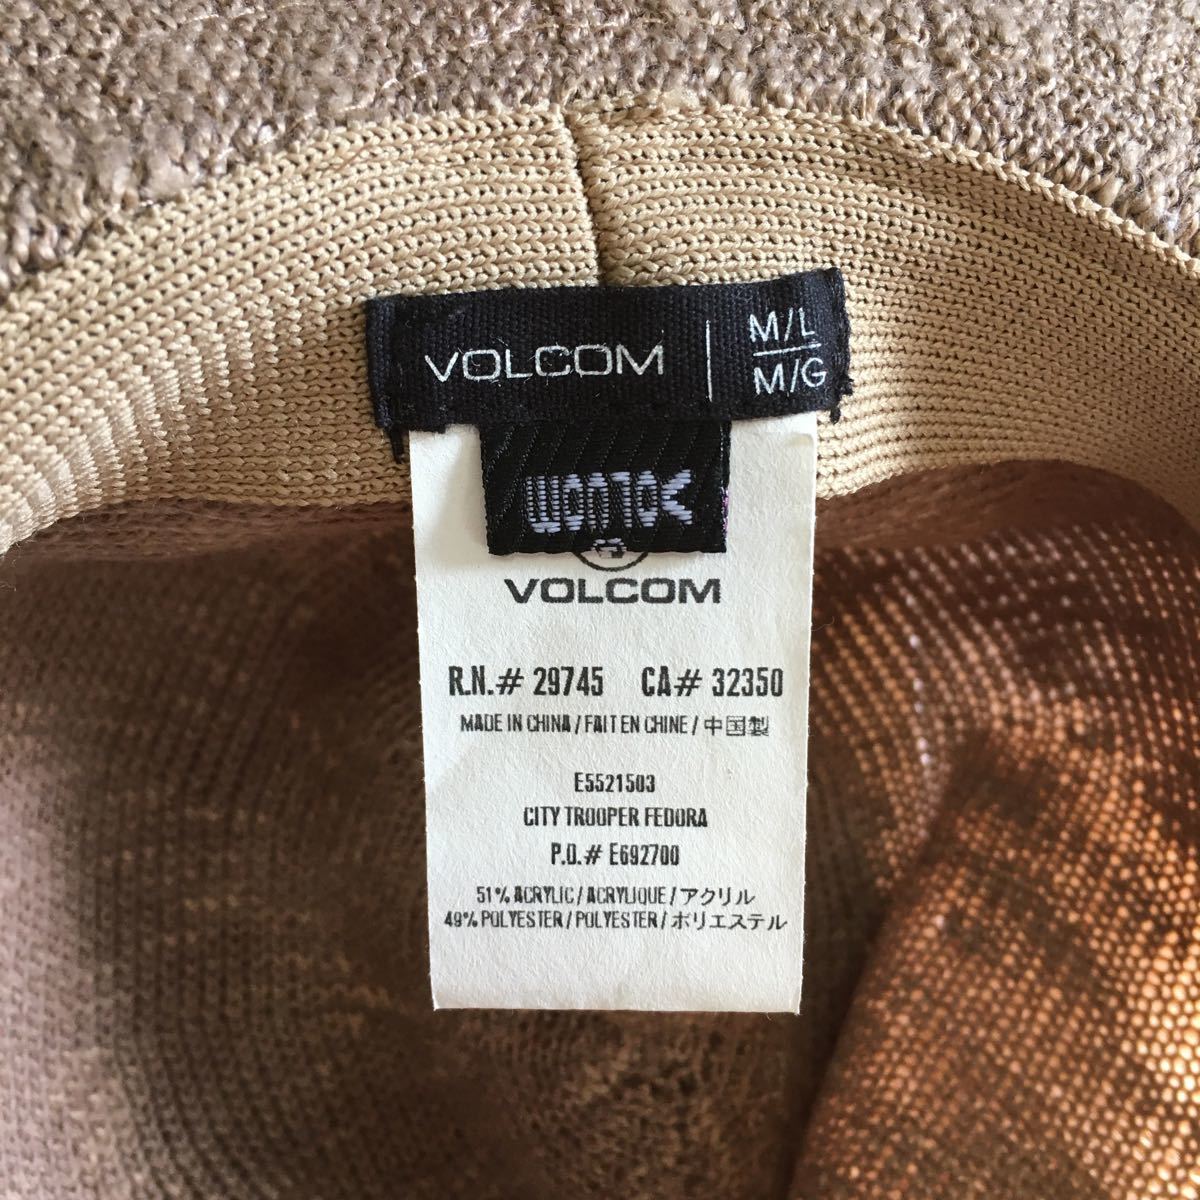 VOLCOM M/L
M/G
VOLCOM
R.N.# 29745 CA# 32350
MADE IN CHINA / FAIT EN CHINE / 中国製
E5521503
CITY TROOPER FEDORA
P.O.# E692700
51% ACRYLIC / ACRYLIQUE / アクリル
49% POLYESTER / POLYESTER / ポリエステル